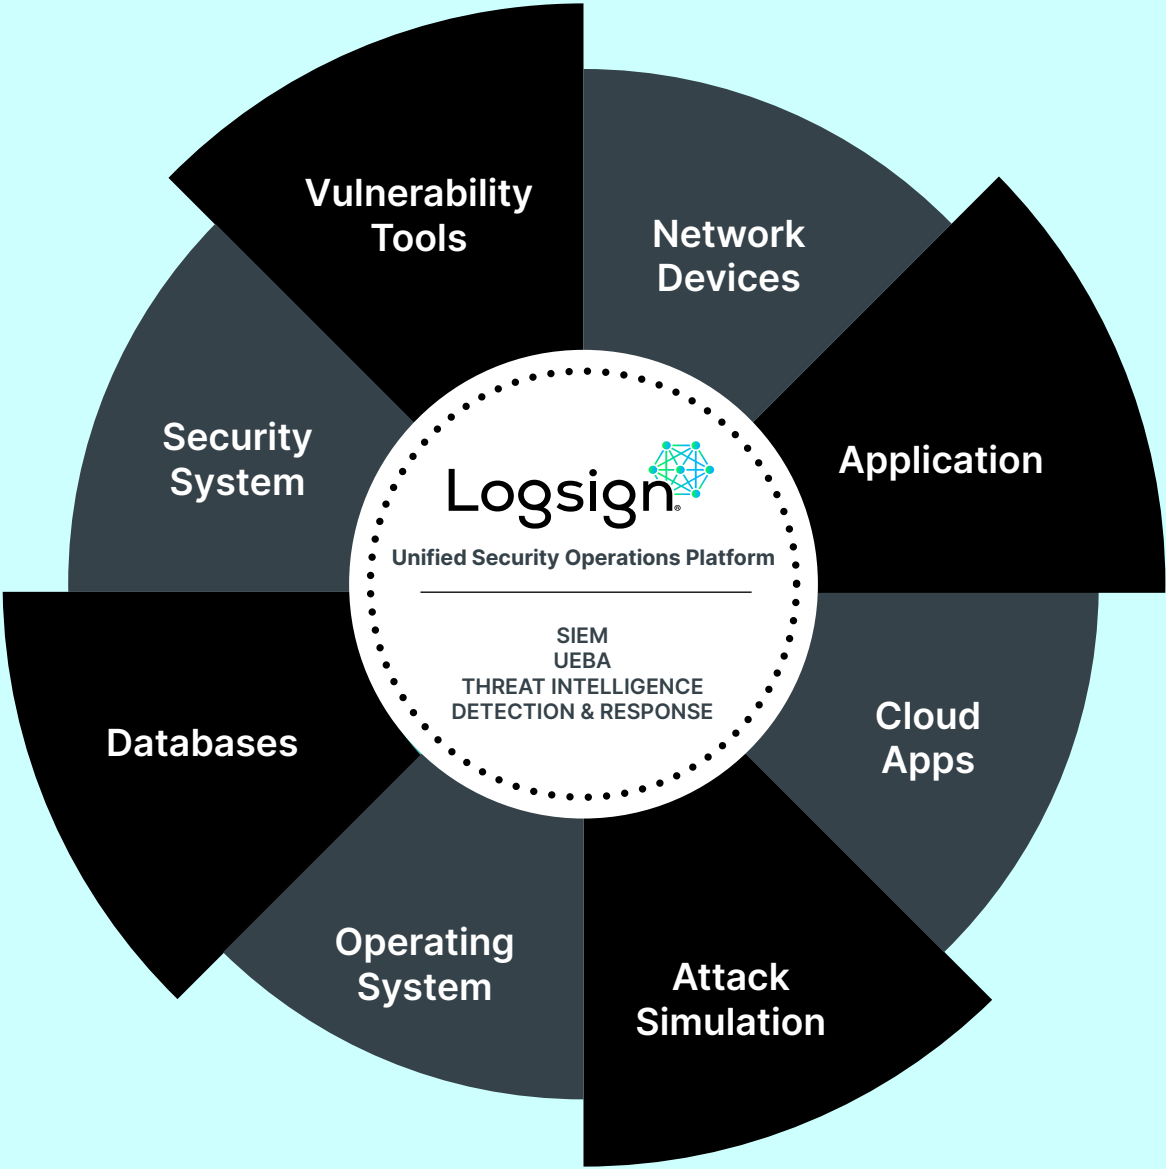 Vulnerability
Tools
Network
Devices
Security
System
Application
Logsign®
Unified Security Operations Platform
SIEM
UEBA
THREAT INTELLIGENCE
DETECTION & RESPONSE
Databases
Cloud
Apps
Operating
System
Attack
Simulation